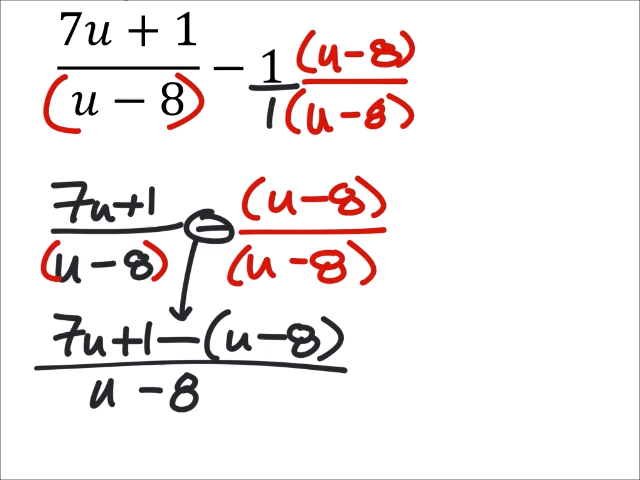 7u + 1 (u-8)
— 1
(u − 8) 1 (u-8)
7u+1 (u-8)
−
(u-8) (u-8)
7u+1-(u-8)
u-8